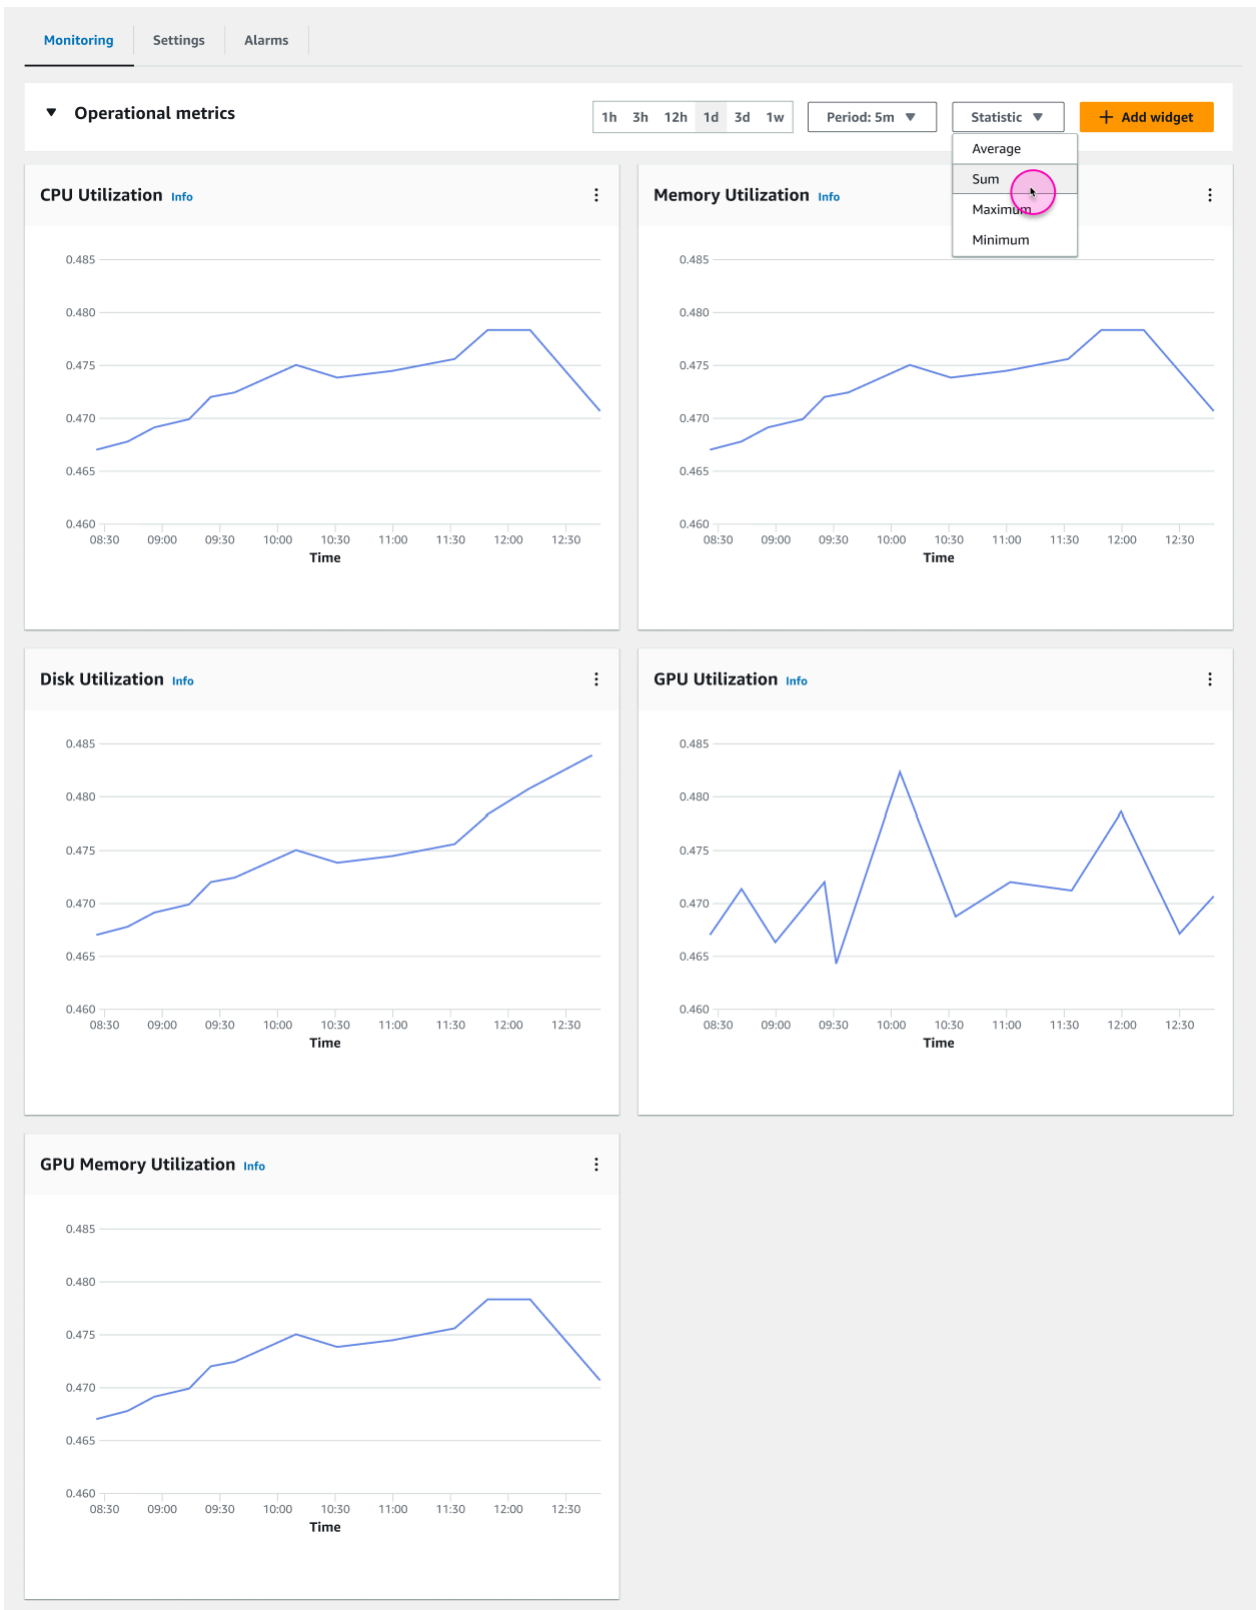 Monitoring Settings Alarms
Operational metrics 1h 3h 12h 1d 3d 1w Period: 5m Statistic + Add widget
Average
Sum
Maximum
Minimum
CPU Utilization Info
0.485
0.480
0.475
0.470
0.465
0.460
08:30 09:00 09:30 10:00 10:30 11:00 11:30 12:00 12:30
Time
Memory Utilization Info
0.485
0.480
0.475
0.470
0.465
0.460
08:30 09:00 09:30 10:00 10:30 11:00 11:30 12:00 12:30
Time
Disk Utilization Info
0.485
0.480
0.475
0.470
0.465
0.460
08:30 09:00 09:30 10:00 10:30 11:00 11:30 12:00 12:30
Time
GPU Utilization Info
0.485
0.480
0.475
0.470
0.465
0.460
08:30 09:00 09:30 10:00 10:30 11:00 11:30 12:00 12:30
Time
GPU Memory Utilization Info
0.485
0.480
0.475
0.470
0.465
0.460
08:30 09:00 09:30 10:00 10:30 11:00 11:30 12:00 12:30
Time